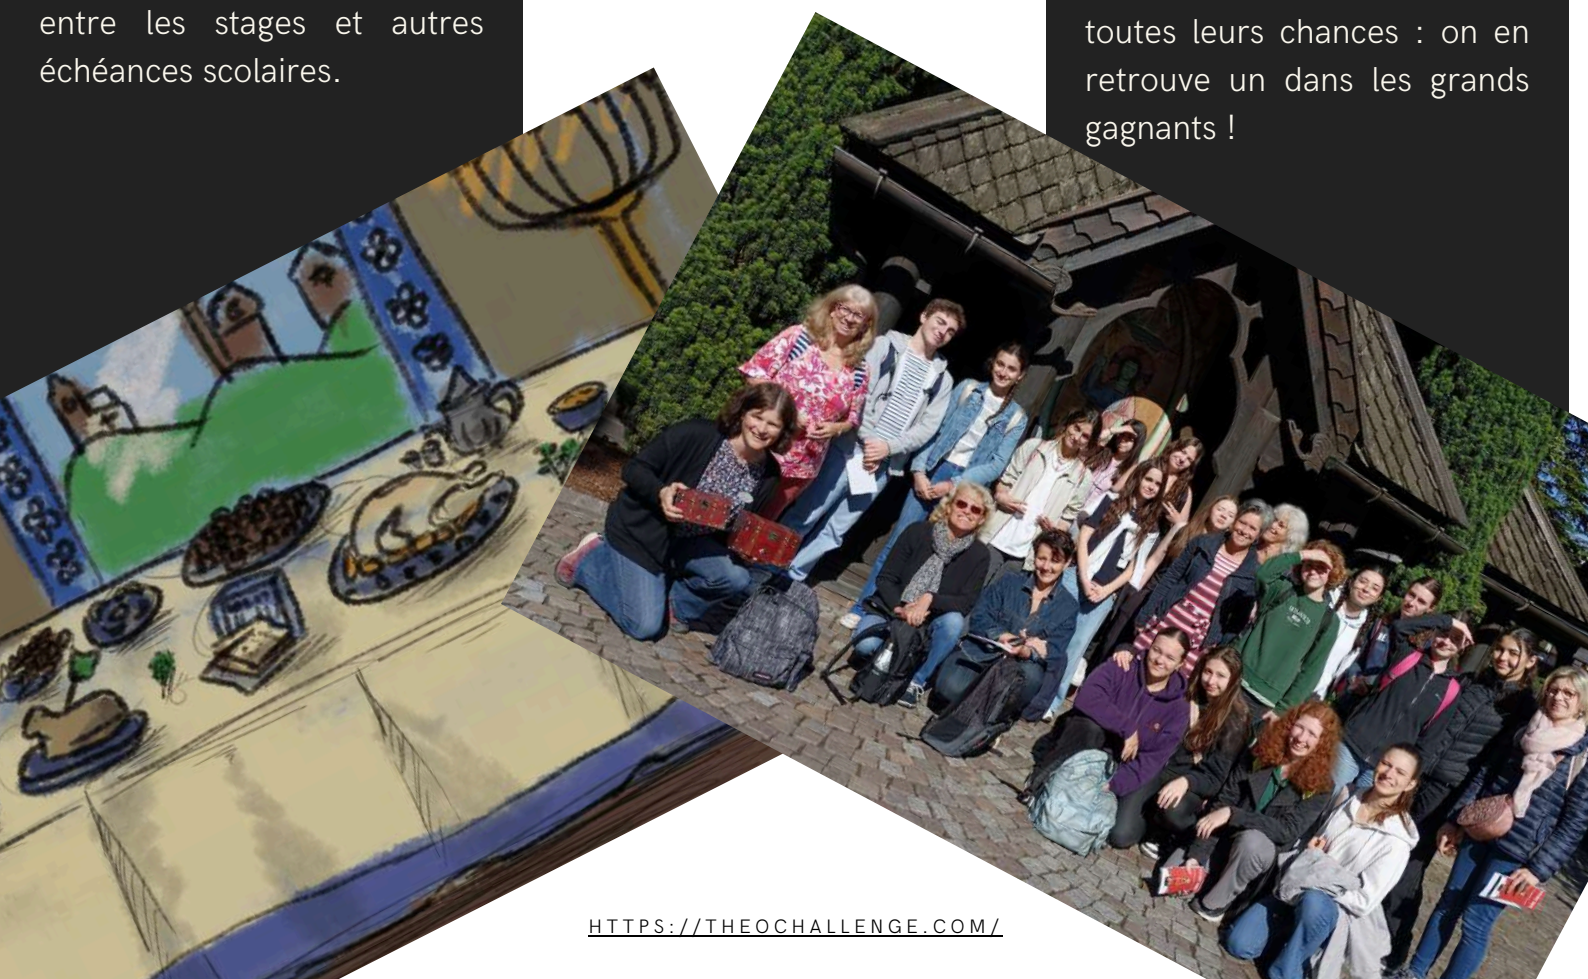 entre les stages et autres
échéances scolaires.
toutes leurs chances : on en
retrouve un dans les grands
gagnants !
HTTPS://THEOCHALLENGE.COM/